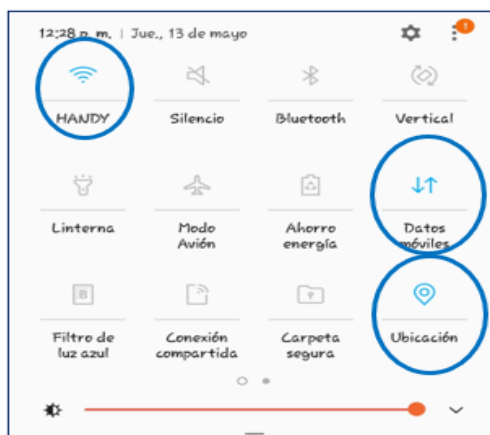 12:28 p. m. | Jue., 13 de mayo
1
HANDY Silencio Bluetooth Vertical
Linterna Modo Avión Ahorro energía Datos móviles
B
Filtro de luz azul Conexión compartida Carpeta segura Ubicación